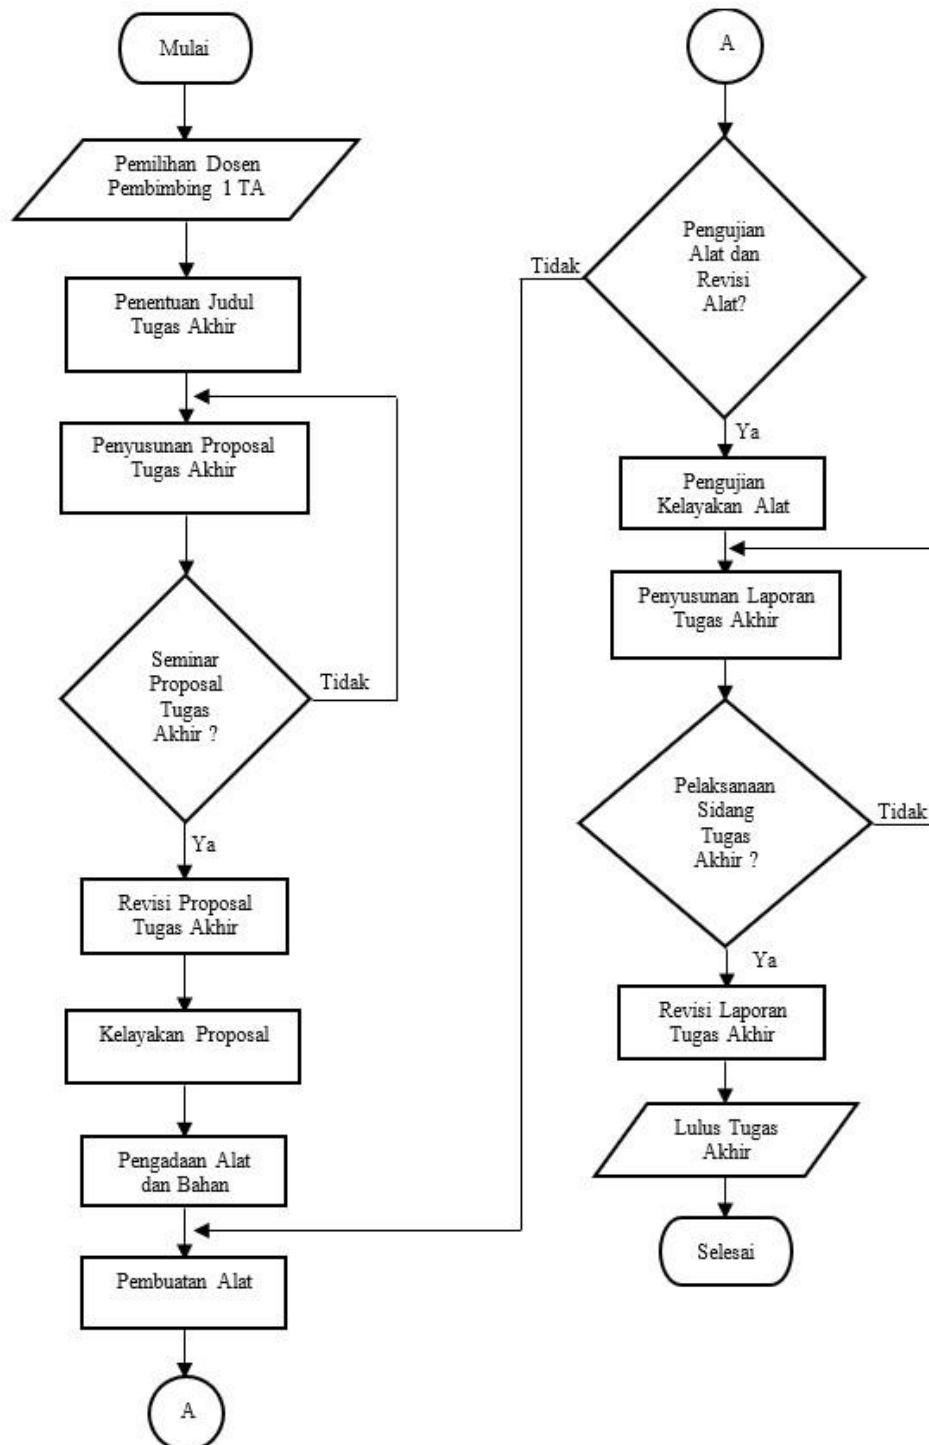 Mulai
Pemilihan Dosen
Pembimbing 1 TA
Penentuan Judul
Tugas Akhir
Penyusunan Proposal
Tugas Akhir
Seminar
Proposal
Tugas
Akhir ?
Tidak
Ya
Revisi Proposal
Tugas Akhir
Kelayakan Proposal
Pengadaan Alat
dan Bahan
Pembuatan Alat
A
A
Pengujian
Alat dan
Revisi
Alat?
Tidak
Ya
Pengujian
Kelayakan Alat
Penyusunan Laporan
Tugas Akhir
Pelaksanaan
Sidang
Tugas
Akhir ?
Tidak
Ya
Revisi Laporan
Tugas Akhir
Lulus Tugas
Akhir
Selesai